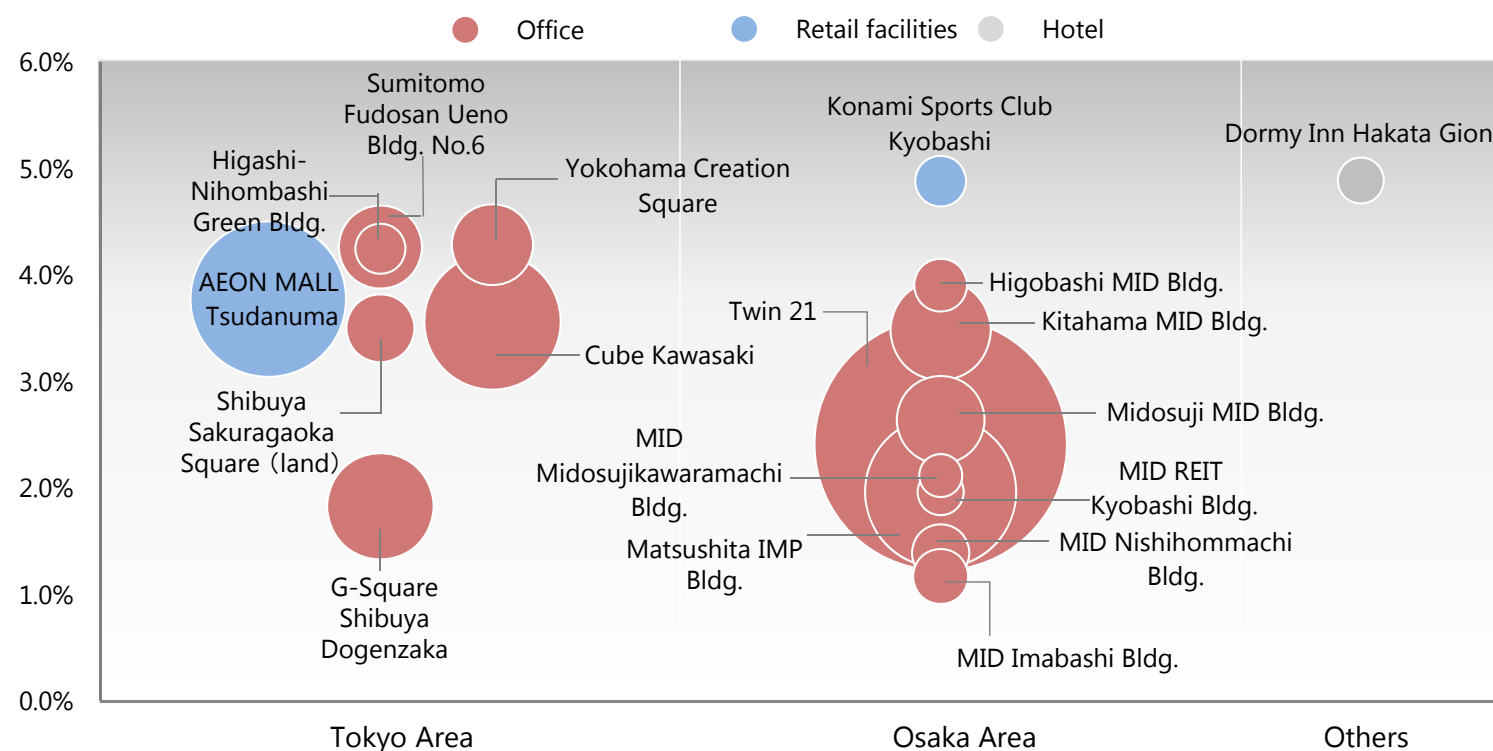 Office
Retail facilities
Hotel
6.0%
5.0%
4.0%
3.0%
2.0%
1.0%
0.0%
Sumitomo
Fudosan Ueno
Bldg. No.6
Higashi-
Nihombashi
Green Bldg.
Yokohama Creation
Square
AEON MALL
Tsudanuma
Cube Kawasaki
Shibuya
Sakuragaoka
Square（land）
G-Square
Shibuya
Dogenzaka
Konami Sports Club
Kyobashi
Higobashi MID Bldg.
Twin 21
Kitahama MID Bldg.
Midosuji MID Bldg.
MID
Midosujikawaramachi
Bldg.
MID REIT
Kyobashi Bldg.
Matsushita IMP
Bldg.
MID Nishihommachi
Bldg.
MID Imabashi Bldg.
Dormy Inn Hakata Gion
Tokyo Area
Osaka Area
Others